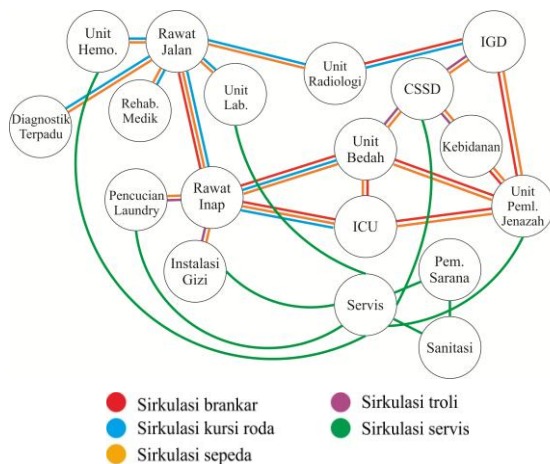 Unit
Hemo.
Rawat
Jalan
IGD
Unit
Radiologi
CSSD
Diagnostik
Terpadu
Rehab.
Medik
Unit
Lab.
Kebidanan
Unit
Bedah
Pencucian
Laundry
Rawat
Inap
Unit
Peml.
Jenazah
ICU
Instalasi
Gizi
Pem.
Sarana
Servis
Sanitasi
Sirkulasi brankar
Sirkulasi kursi roda
Sirkulasi sepeda
Sirkulasi troli
Sirkulasi servis